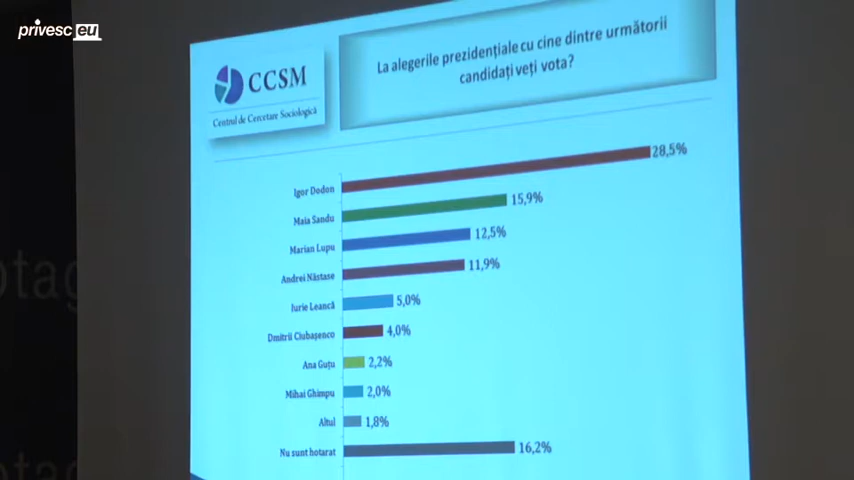 privesc.eu
CCSM
Centrul de Cercetare Sociologică
La alegerile prezidențiale cu cine dintre următorii
candidați veți vota?
Igor Dodon 28,5%
Maia Sandu 15,9%
Marian Lupu 12,5%
Andrei Năstase 11,9%
Iurie Leancă 5,0%
Dmitrii Ciubașenco 4,0%
Ana Guțu 2,2%
Mihai Ghimpu 2,0%
Altul 1,8%
Nu sunt hotarat 16,2%